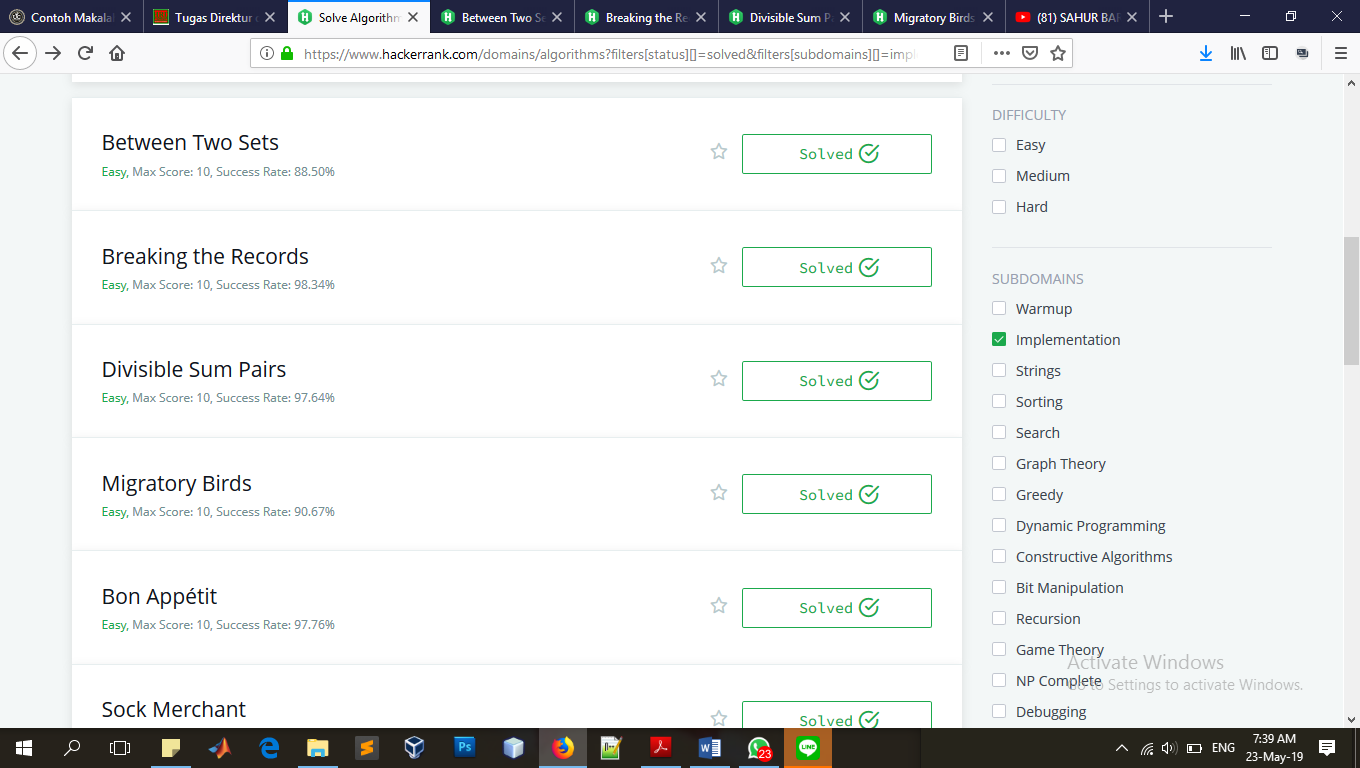 Contoh Makala
Tugas Direktur
Solve Algorithm
Between Two Se
Breaking the Re
Divisible Sum P
Migratory Birds
(81) SAHUR BA
https://www.hackerrank.com/domains/algorithms?filters[status][]=solved&filters[subdomains][]=impl
Between Two Sets
Easy, Max Score: 10, Success Rate: 88.50%
Solved
Breaking the Records
Easy, Max Score: 10, Success Rate: 98.34%
Solved
Divisible Sum Pairs
Easy, Max Score: 10, Success Rate: 97.64%
Solved
Migratory Birds
Easy, Max Score: 10, Success Rate: 90.67%
Solved
Bon Appétit
Easy, Max Score: 10, Success Rate: 97.76%
Solved
Sock Merchant
Solved
DIFFICULTY
Easy
Medium
Hard
SUBDOMAINS
Warmup
Implementation
Strings
Sorting
Search
Graph Theory
Greedy
Dynamic Programming
Constructive Algorithms
Bit Manipulation
Recursion
Game Theory
NP Complete
Debugging
Activate Windows
Go to Settings to activate Windows.
Ps
23
LINE
ENG
7:39 AM
23-May-19